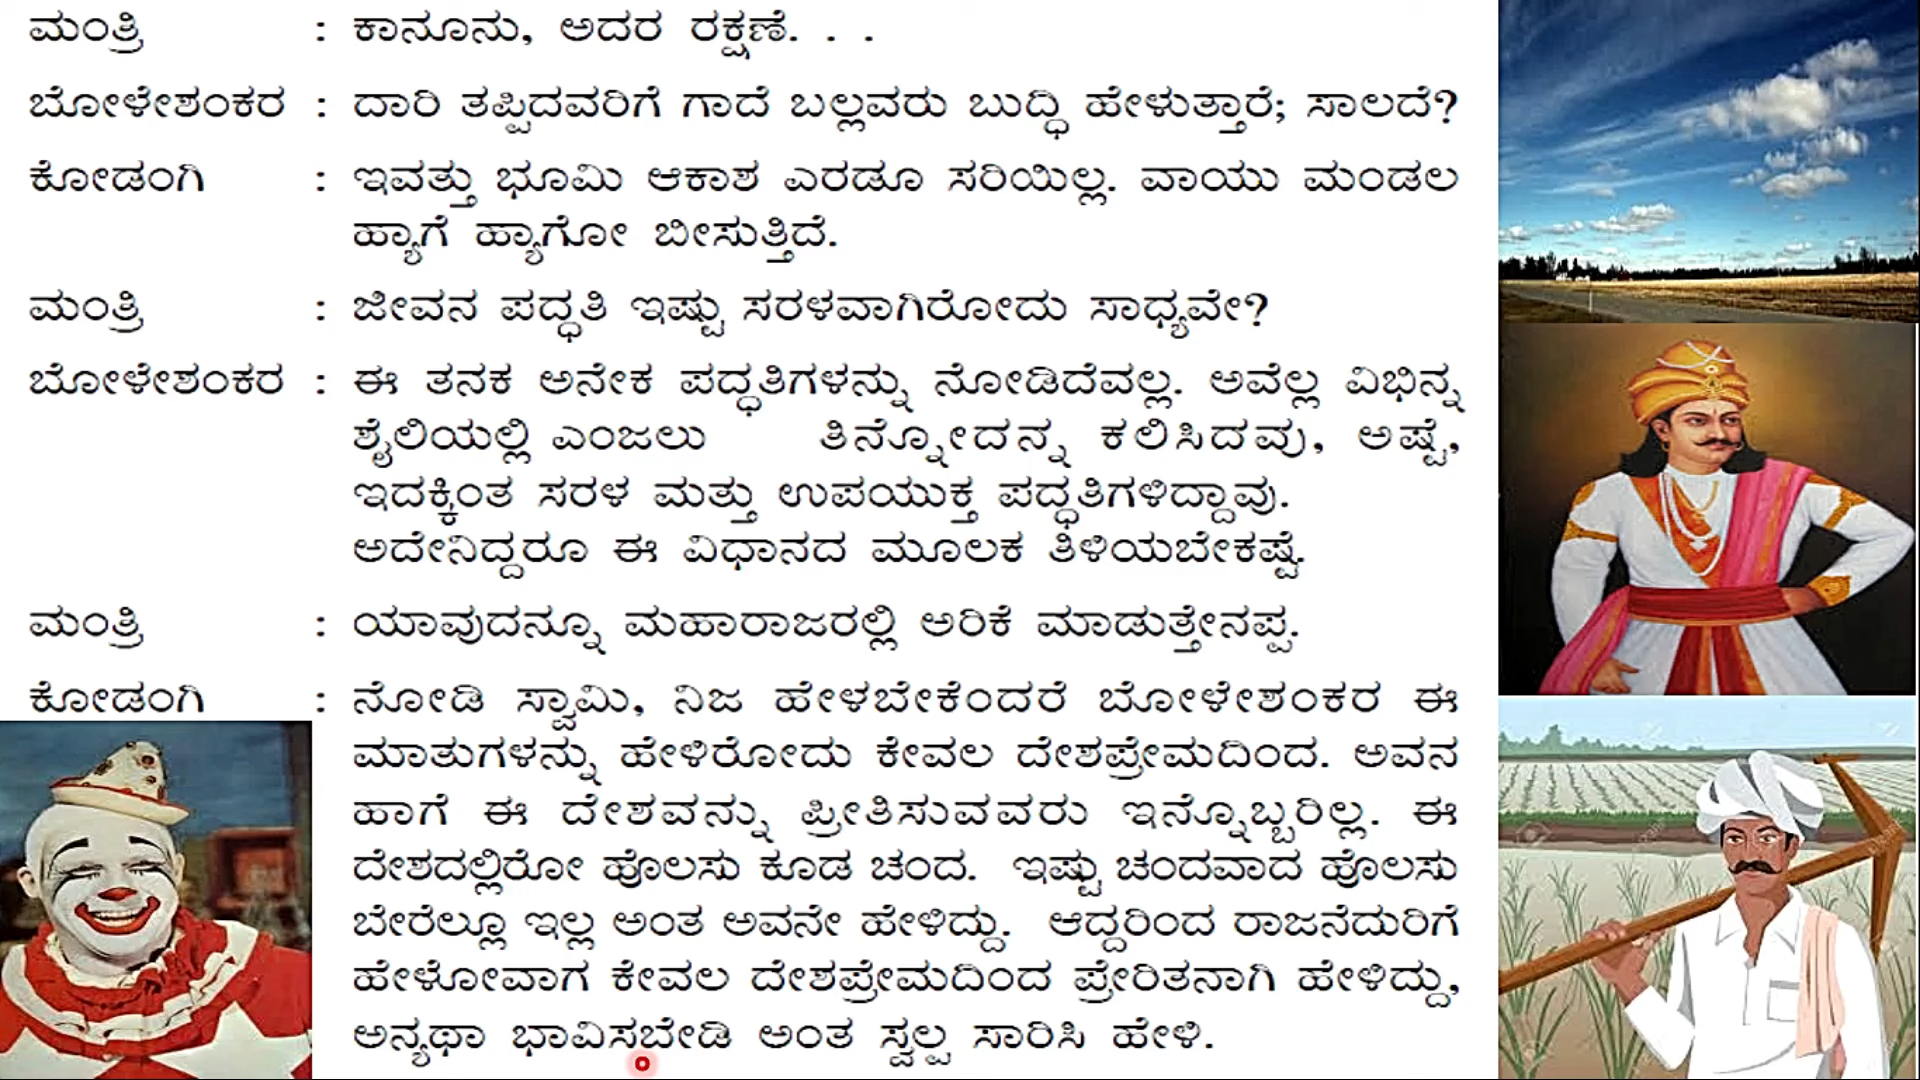 ಮಂತ್ರಿ : ಕಾನೂನು, ಅದರ ರಕ್ಷಣೆ. . .
ಬೋಳೇಶಂಕರ : ದಾರಿ ತಪ್ಪಿದವರಿಗೆ ಗಾದೆ ಬಲ್ಲವರು ಬುದ್ಧಿ ಹೇಳುತ್ತಾರೆ; ಸಾಲದೆ?
ಕೋಡಂಗಿ : ಇವತ್ತು ಭೂಮಿ ಆಕಾಶ ಎರಡೂ ಸರಿಯಿಲ್ಲ. ವಾಯು ಮಂಡಲ
ಹ್ಯಾಗೆ ಹ್ಯಾಗೋ ಬೀಸುತ್ತಿದೆ.
ಮಂತ್ರಿ : ಜೀವನ ಪದ್ಧತಿ ಇಷ್ಟು ಸರಳವಾಗಿರೋದು ಸಾಧ್ಯವೇ?
ಬೋಳೇಶಂಕರ : ಈ ತನಕ ಅನೇಕ ಪದ್ಧತಿಗಳನ್ನು ನೋಡಿದೆವಲ್ಲ. ಅವೆಲ್ಲ ವಿಭಿನ್ನ
ಶೈಲಿಯಲ್ಲಿ ಎಂಜಲು ತಿನ್ನೋದನ್ನ ಕಲಿಸಿದವು, ಅಷ್ಟೆ,
ಇದಕ್ಕಿಂತ ಸರಳ ಮತ್ತು ಉಪಯುಕ್ತ ಪದ್ಧತಿಗಳಿದ್ದಾವು.
ಅದೇನಿದ್ದರೂ ಈ ವಿಧಾನದ ಮೂಲಕ ತಿಳಿಯಬೇಕಷ್ಟೆ.
ಮಂತ್ರಿ : ಯಾವುದನ್ನೂ ಮಹಾರಾಜರಲ್ಲಿ ಅರಿಕೆ ಮಾಡುತ್ತೇನಪ್ಪ.
ಕೋಡಂಗಿ : ನೋಡಿ ಸ್ವಾಮಿ, ನಿಜ ಹೇಳಬೇಕೆಂದರೆ ಬೋಳೇಶಂಕರ ಈ
ಮಾತುಗಳನ್ನು ಹೇಳಿರೋದು ಕೇವಲ ದೇಶಪ್ರೇಮದಿಂದ. ಅವನ
ಹಾಗೆ ಈ ದೇಶವನ್ನು ಪ್ರೀತಿಸುವವರು ಇನ್ನೊಬ್ಬರಿಲ್ಲ. ಈ
ದೇಶದಲ್ಲಿರೋ ಹೊಲಸು ಕೂಡ ಚಂದ. ಇಷ್ಟು ಚಂದವಾದ ಹೊಲಸು
ಬೇರೆಲ್ಲೂ ಇಲ್ಲ ಅಂತ ಅವನೇ ಹೇಳಿದ್ದು. ಆದ್ದರಿಂದ ರಾಜನೆದುರಿಗೆ
ಹೇಳೋವಾಗ ಕೇವಲ ದೇಶಪ್ರೇಮದಿಂದ ಪ್ರೇರಿತನಾಗಿ ಹೇಳಿದ್ದು,
ಅನ್ಯಥಾ ಭಾವಿಸಬೇಡಿ ಅಂತ ಸ್ವಲ್ಪ ಸಾರಿಸಿ ಹೇಳಿ.